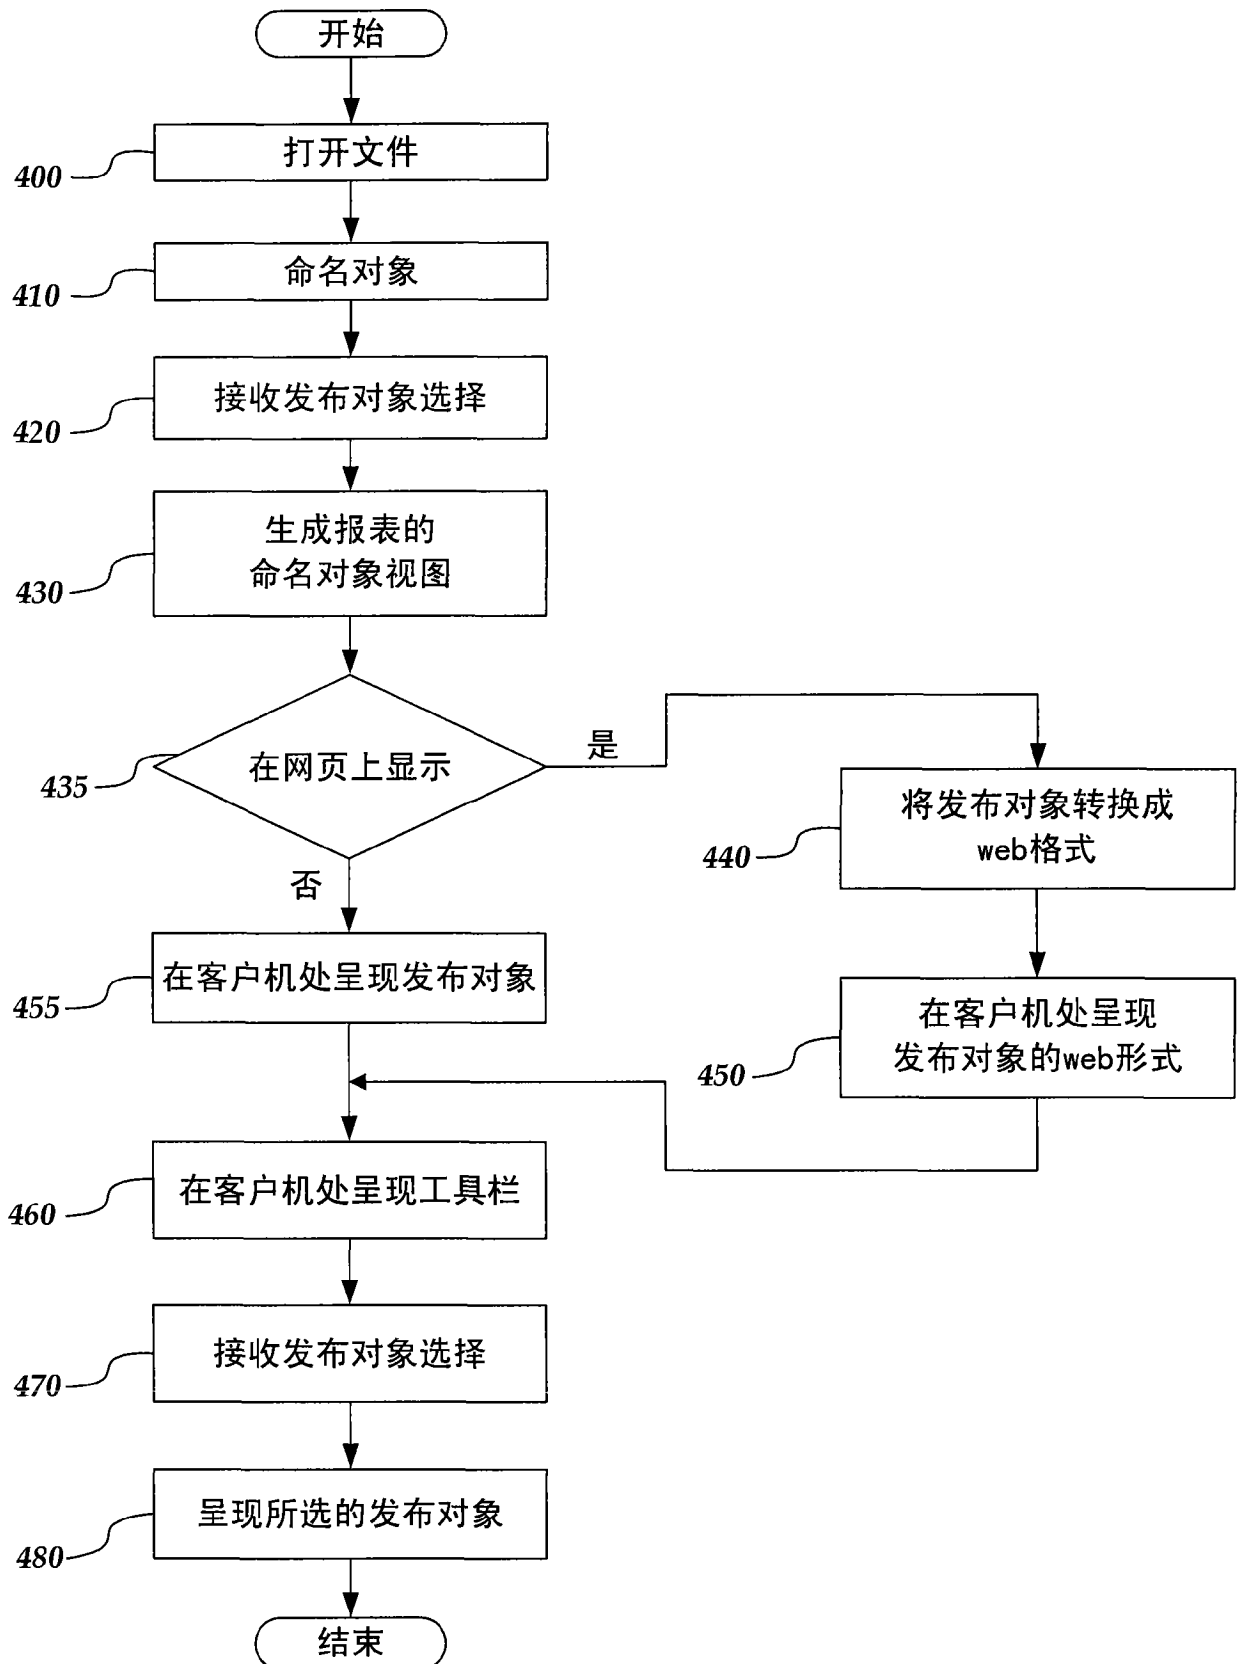 开始
打开文件
400
命名对象
410
接收发布对象选择
420
生成报表的
命名对象视图
430
在网页上显示
435
是
将发布对象转换成
web格式
440
否
在客户机处呈现发布对象
455
在客户机处呈现
发布对象的web形式
450
在客户机处呈现工具栏
460
接收发布对象选择
470
呈现所选的发布对象
480
结束